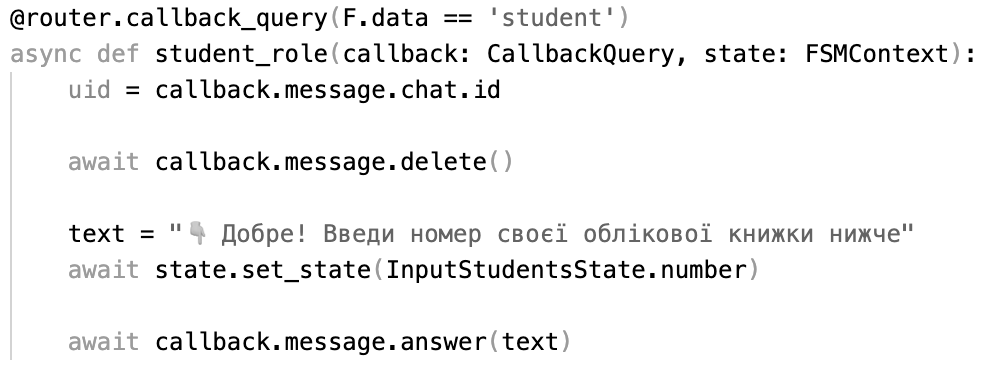 @router.callback_query(F.data == 'student')
async def student_role(callback: CallbackQuery, state: FSMContext):
    uid = callback.message.chat.id
    await callback.message.delete()
    text = "👇 Добре! Введи номер своєї облікової книжки нижче"
    await state.set_state(InputStudentsState.number)
    await callback.message.answer(text)